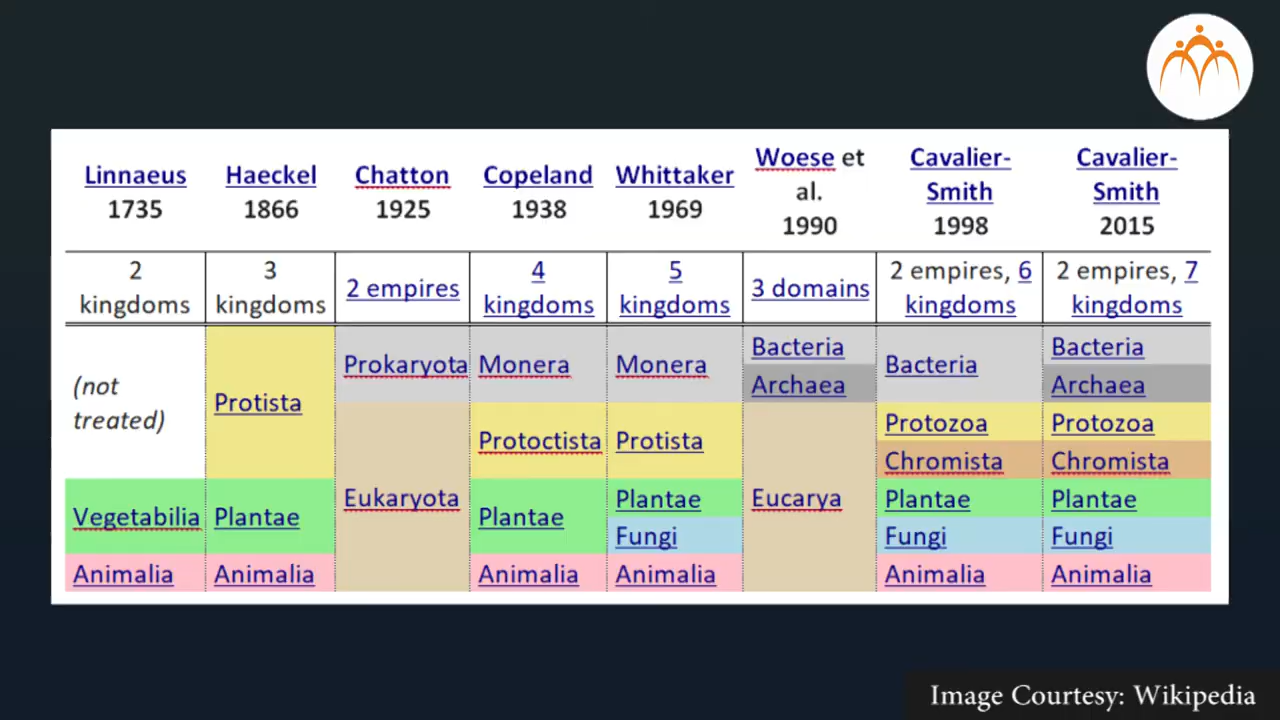 Linnaeus 1735
Haeckel 1866
Chatton 1925
Copeland 1938
Whittaker 1969
Woese et al. 1990
Cavalier-Smith 1998
Cavalier-Smith 2015
2 kingdoms
3 kingdoms
2 empires
4 kingdoms
5 kingdoms
3 domains
2 empires, 6 kingdoms
2 empires, 7 kingdoms
(not treated)
Vegetabilia
Animalia
Protista
Plantae
Animalia
Prokaryota
Eukaryota
Monera
Protoctista
Plantae
Animalia
Monera
Protista
Plantae
Fungi
Animalia
Bacteria
Archaea
Eucarya
Bacteria
Protozoa
Chromista
Plantae
Fungi
Animalia
Bacteria
Archaea
Protozoa
Chromista
Plantae
Fungi
Animalia
Image Courtesy: Wikipedia